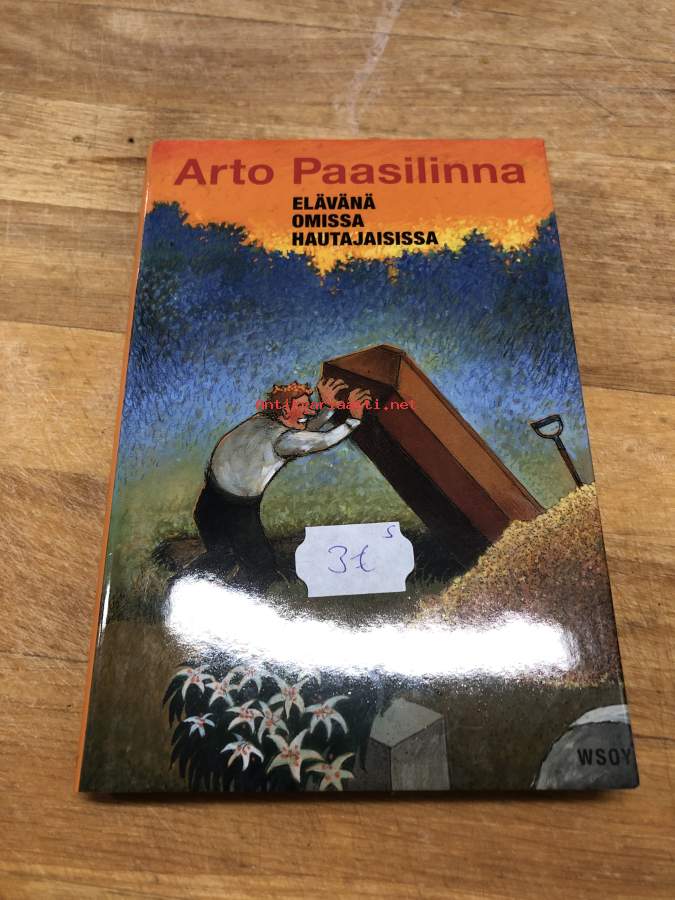 Arto Paasilinna
ELÄVÄNÄ
OMISSA
HAUTAJAISISSA
antikvariaatti.net
s
3€
WSOY